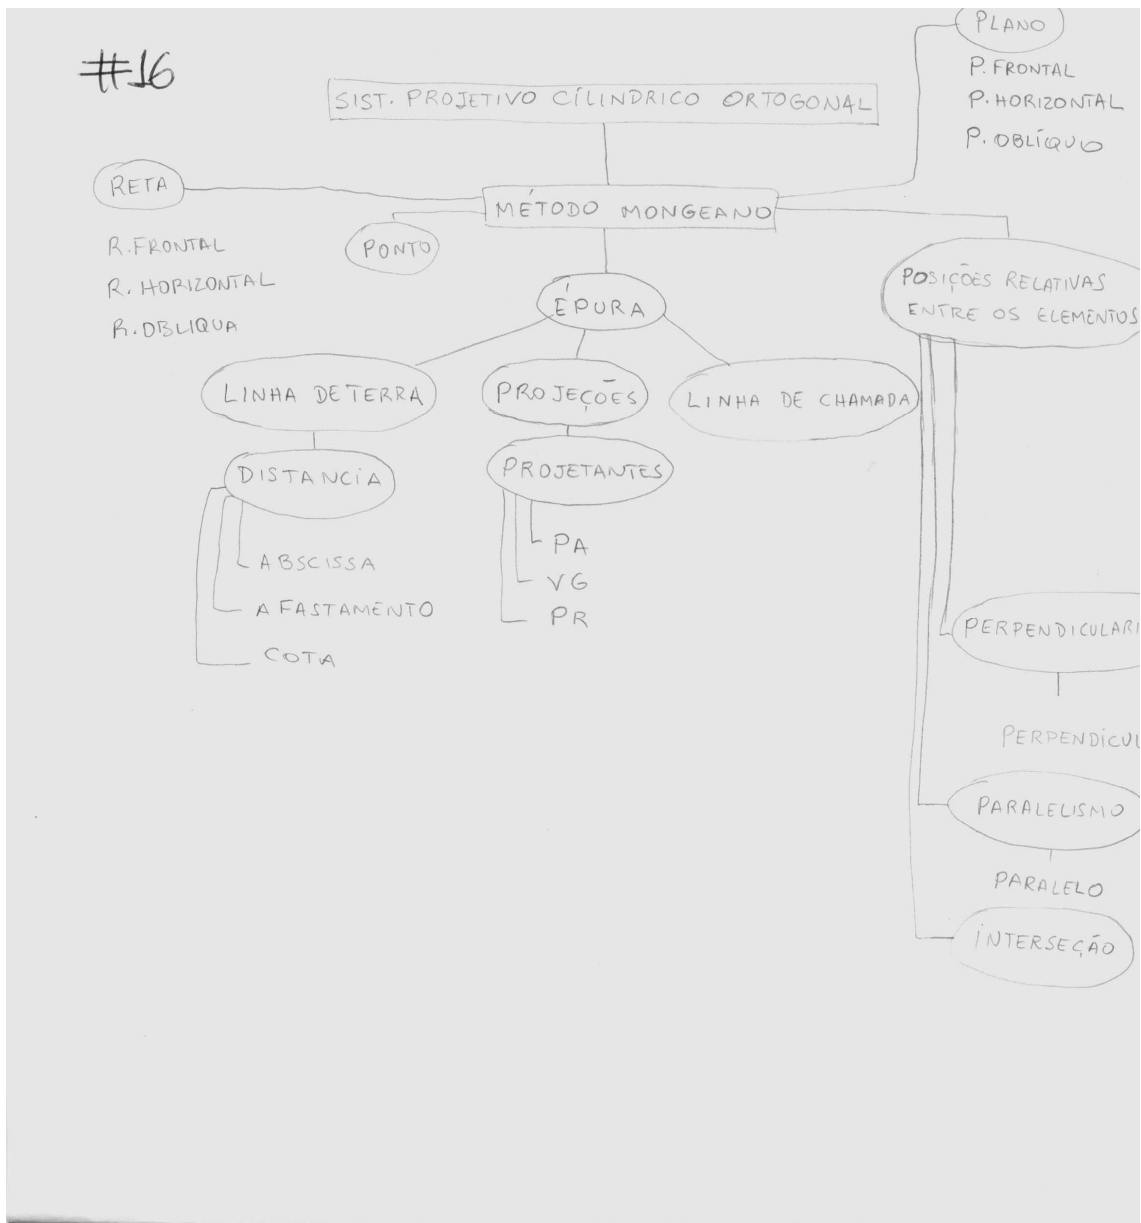 #16
PLANO
P. FRONTAL
P. HORIZONTAL
P. OBLÍQUO
SIST. PROJETIVO CÍLINDRICO ORTOGONAL
RETA
MÉTODO MONGEANO
R. FRONTAL
R. HORIZONTAL
R. OBLIQUA
PONTO
ÉPURA
POSIÇÕES RELATIVAS
ENTRE OS ELEMENTOS
LINHA DE TERRA
PROJEÇÕES
LINHA DE CHAMADA
DISTANCIA
PROJETANTES
ABSCISSA
AFASTAMENTO
COTA
PA
VG
PR
PERPENDICULARI
PERPENDICUL
PARALELISMO
PARALELO
INTERSEÇÃO